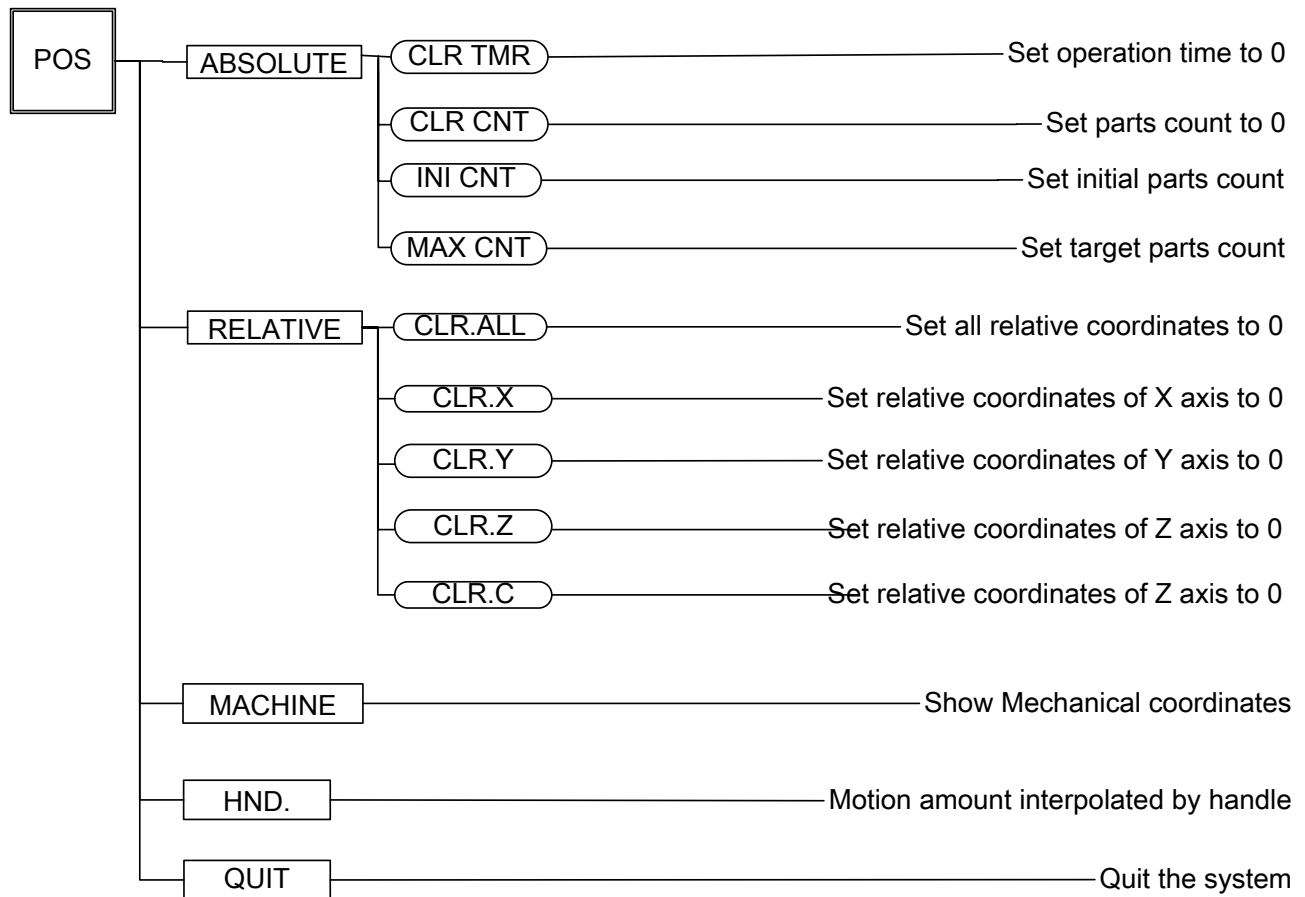 POS
ABSOLUTE
CLR TMR
Set operation time to 0
CLR CNT
Set parts count to 0
INI CNT
Set initial parts count
MAX CNT
Set target parts count
RELATIVE
CLR.ALL
Set all relative coordinates to 0
CLR.X
Set relative coordinates of X axis to 0
CLR.Y
Set relative coordinates of Y axis to 0
CLR.Z
Set relative coordinates of Z axis to 0
CLR.C
Set relative coordinates of Z axis to 0
MACHINE
Show Mechanical coordinates
HND.
Motion amount interpolated by handle
QUIT
Quit the system